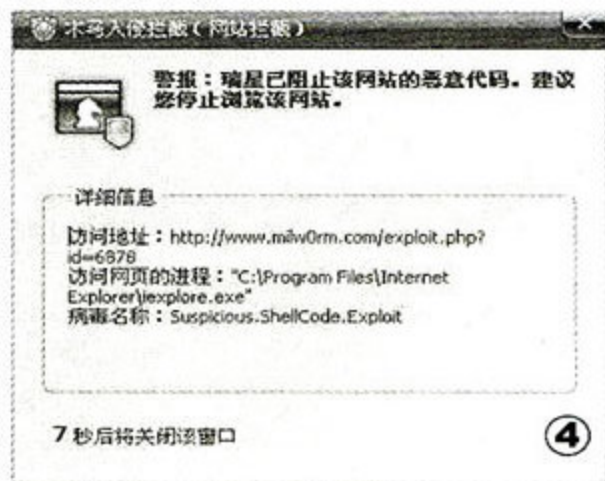 木马入侵拦截（网站拦截）
警报：瑞星已阻止该网站的恶意代码。建议
您停止浏览该网站。
详细信息
访问地址：http://www.milw0rm.com/exploit.php?
id=6878
访问网页的进程："C:\Program Files\Internet
Explorer\iexplore.exe"
病毒名称：Suspicious.ShellCode.Exploit
7 秒后将关闭该窗口
④